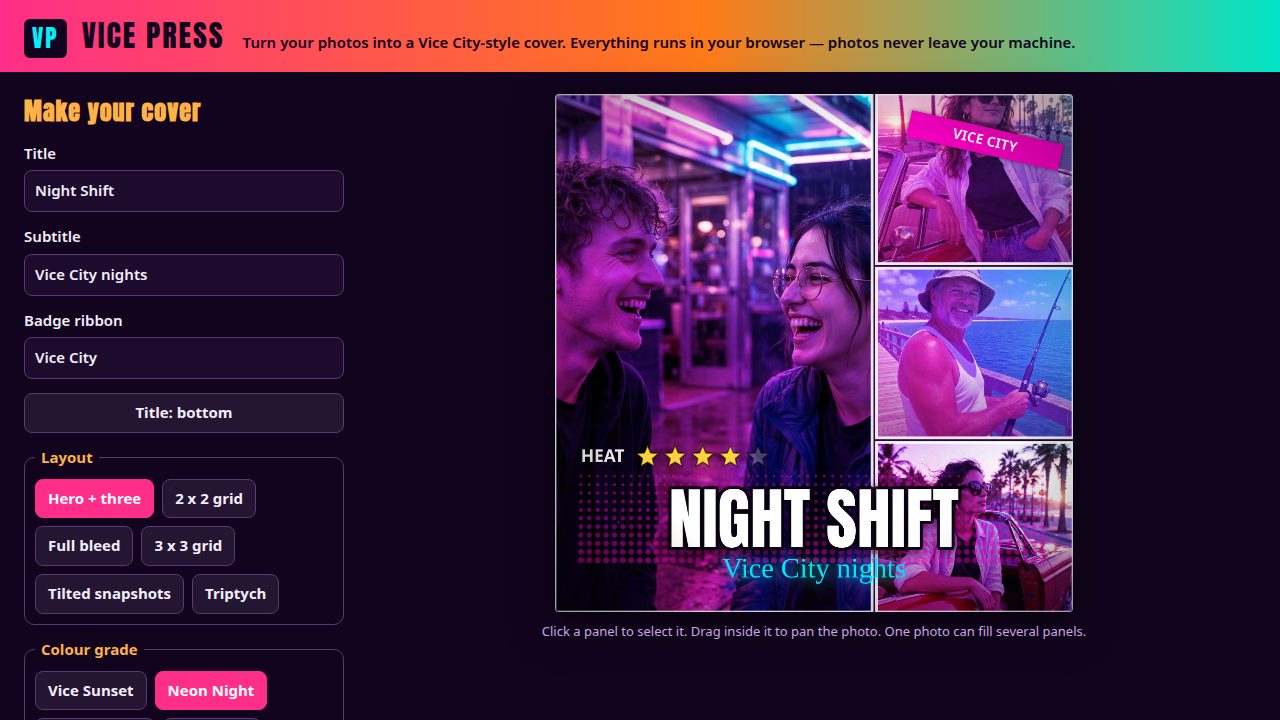 VP VICE PRESS Turn your photos into a Vice City-style cover. Everything runs in your browser — photos never leave your machine.
Make your cover
Title
Night Shift
Subtitle
Vice City nights
Badge ribbon
Vice City
Title: bottom
Layout
Hero + three
2 x 2 grid
Full bleed
3 x 3 grid
Tilted snapshots
Triptych
Colour grade
Vice Sunset
Neon Night
VICE CITY
HEAT
NIGHT SHIFT
Vice City nights
Click a panel to select it. Drag inside it to pan the photo. One photo can fill several panels.